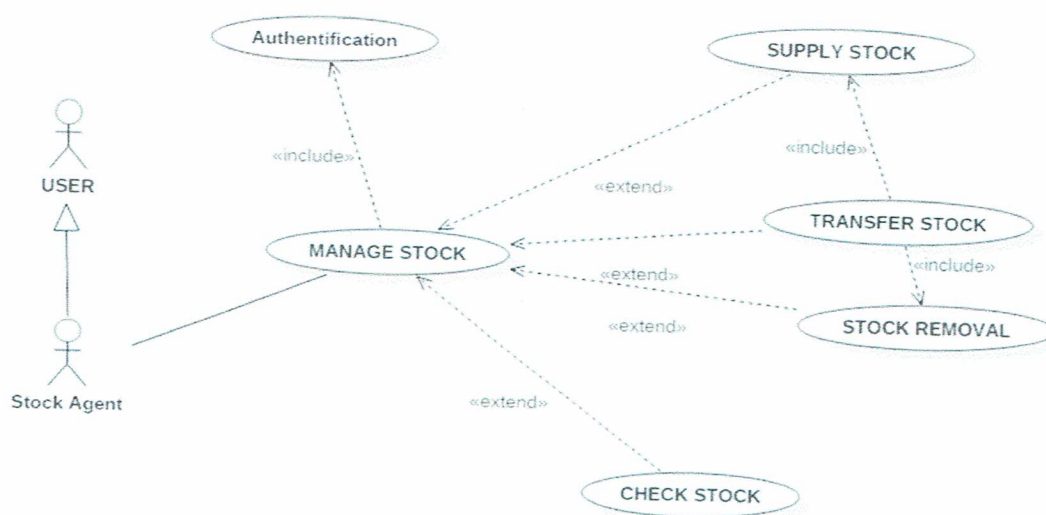 Authentification
SUPPLY STOCK
«include»
«include»
USER
«extend»
TRANSFER STOCK
MANAGE STOCK
«include»
«extend»
«extend»
STOCK REMOVAL
Stock Agent
«extend»
CHECK STOCK